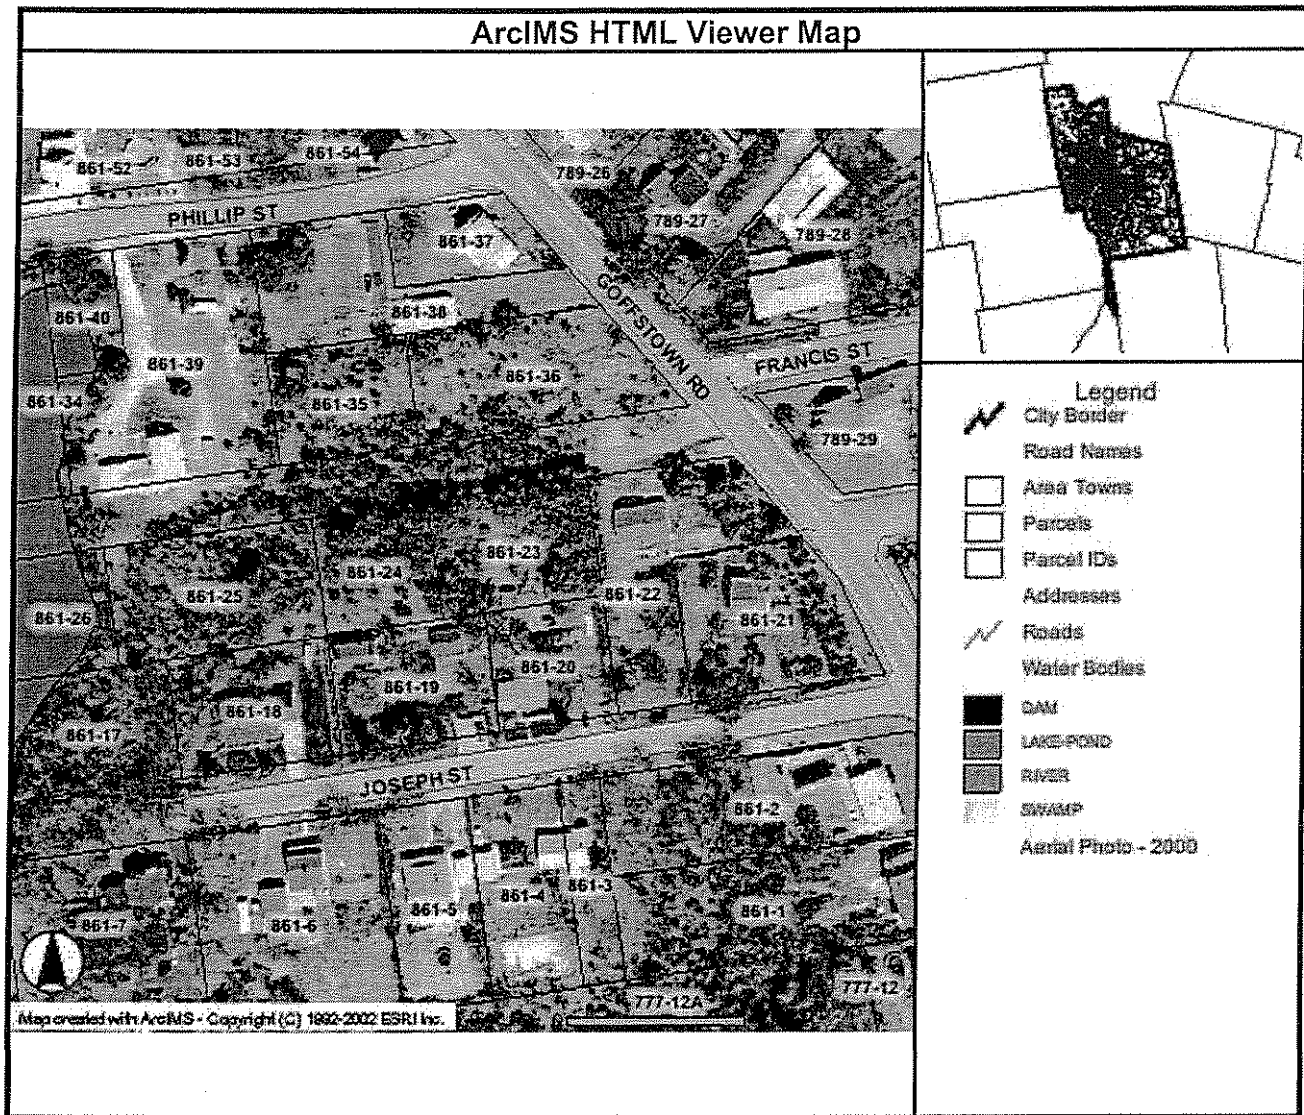 ArcIMS HTML Viewer Map
861-52
861-53
861-54
789-26
PHILLIP ST
861-37
789-27
789-28
861-40
861-38
GOFFSTOWN RD
861-39
FRANCIS ST
861-34
861-35
861-36
789-29
861-23
861-24
861-25
861-22
861-26
861-21
861-20
861-19
861-18
861-17
JOSEPH ST
861-2
861-3
861-4
861-5
861-6
861-7
861-1
777-12
777-12A
Map created with ArcIMS - Copyright (C) 1992-2002 ESRI Inc.
Legend
City Border
Road Names
Area Towns
Parcels
Parcel IDs
Addresses
Roads
Water Bodies
DAM
LAKE-POND
RIVER
SWAMP
Aerial Photo - 2000